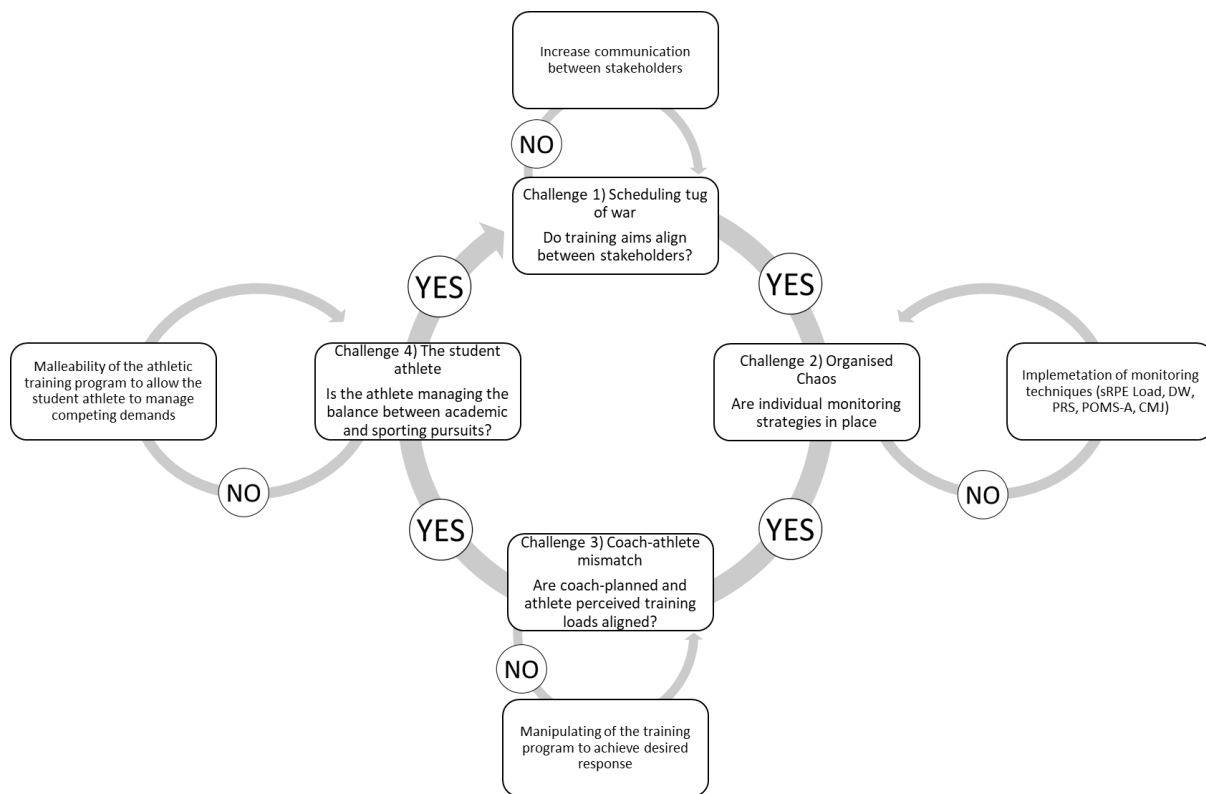 Increase communication
between stakeholders
NO
Challenge 1) Scheduling tug
of war
Do training aims align
between stakeholders?
YES
YES
Challenge 2) Organised
Chaos
Are individual monitoring
strategies in place
Implemetation of monitoring
techniques (sRPE Load, DW,
PRS, POMS-A, CMJ)
NO
YES
Challenge 3) Coach-athlete
mismatch
Are coach-planned and
athlete perceived training
loads aligned?
NO
Manipulating of the training
program to achieve desired
response
YES
Challenge 4) The student
athlete
Is the athlete managing the
balance between academic
and sporting pursuits?
NO
Malleability of the athletic
training program to allow the
student athlete to manage
competing demands